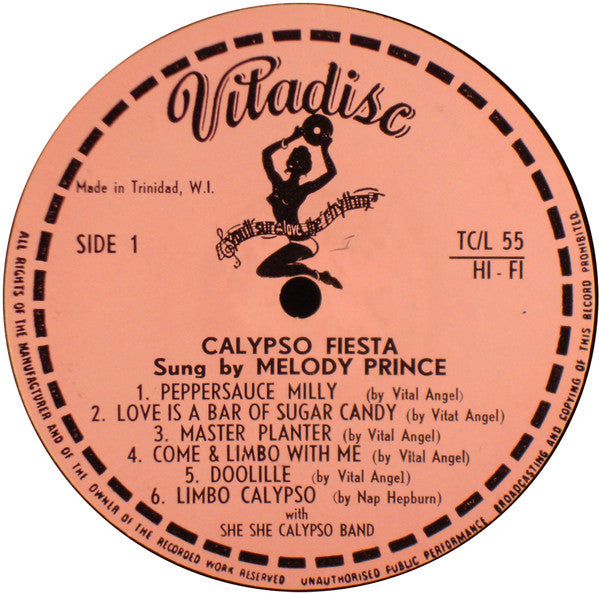 Vitadisc
Made in Trinidad, W.I.
You'll sure love the rhythm
SIDE 1
TC/L 55
HI - FI
CALYPSO FIESTA
Sung by MELODY PRINCE
1. PEPPERSAUCE MILLY (by Vital Angel)
2. LOVE IS A BAR OF SUGAR CANDY (by Vitat Angel)
3. MASTER PLANTER (by Vital Angel)
4. COME & LIMBO WITH ME (by Vital Angel)
5. DOOLILLE (by Vital Angel)
6. LIMBO CALYPSO (by Nap Hepburn)
with
SHE SHE CALYPSO BAND
ALL RIGHTS OF THE MANUFACTURER AND OF THE OWNER OF THE RECORDED WORK RESERVED UNAUTHORISED PUBLIC PERFORMANCE. BROADCASTING AND COPYING OF THIS RECORD PROHIBITED.